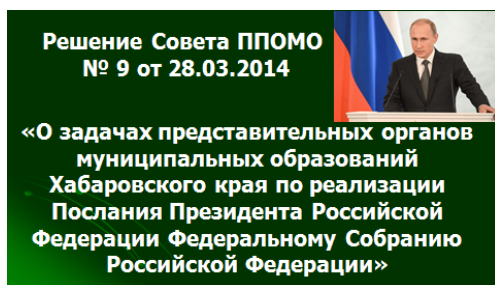 Решение Совета ППОМО
№ 9 от 28.03.2014
«О задачах представительных органов
муниципальных образований
Хабаровского края по реализации
Послания Президента Российской
Федерации Федеральному Собранию
Российской Федерации»